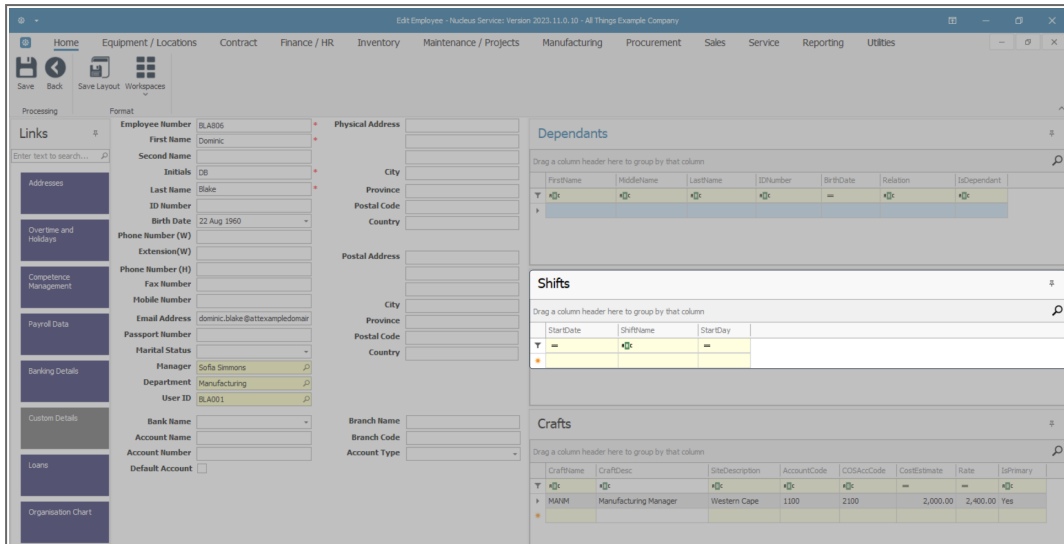 Edit Employee - Nucleus Service: Version 2023.11.0.10 - All Things Example Company
Home Equipment / Locations Contract Finance / HR Inventory Maintenance / Projects Manufacturing Procurement Sales Service Reporting Utilities
Save Back Save Layout Workspaces
Processing Format
Links
Enter text to search...
Addresses
Overtime and
Holidays
Competence
Management
Payroll Data
Banking Details
Custom Details
Loans
Organisation Chart
Employee Number BLA806 *
First Name Dominic *
Second Name
Initials DB *
Last Name Blake *
ID Number
Birth Date 22 Aug 1960
Phone Number (W)
Extension(W)
Phone Number (H)
Fax Number
Mobile Number
Email Address dominic.blake@attexampledomair
Passport Number
Marital Status
Manager Sofia Simmons
Department Manufacturing
User ID BLA001
Bank Name
Account Name
Account Number
Default Account
Physical Address
City
Province
Postal Code
Country
Postal Address
City
Province
Postal Code
Country
Branch Name
Branch Code
Account Type
Dependants
Drag a column header here to group by that column
FirstName MiddleName LastName IDNumber BirthDate Relation IsDependant
Shifts
Drag a column header here to group by that column
StartDate ShiftName StartDay
Crafts
Drag a column header here to group by that column
CraftName CraftDesc SiteDescription AccountCode COSAccCode CostEstimate Rate IsPrimary
MANM Manufacturing Manager Western Cape 1100 2100 2,000.00 2,400.00 Yes